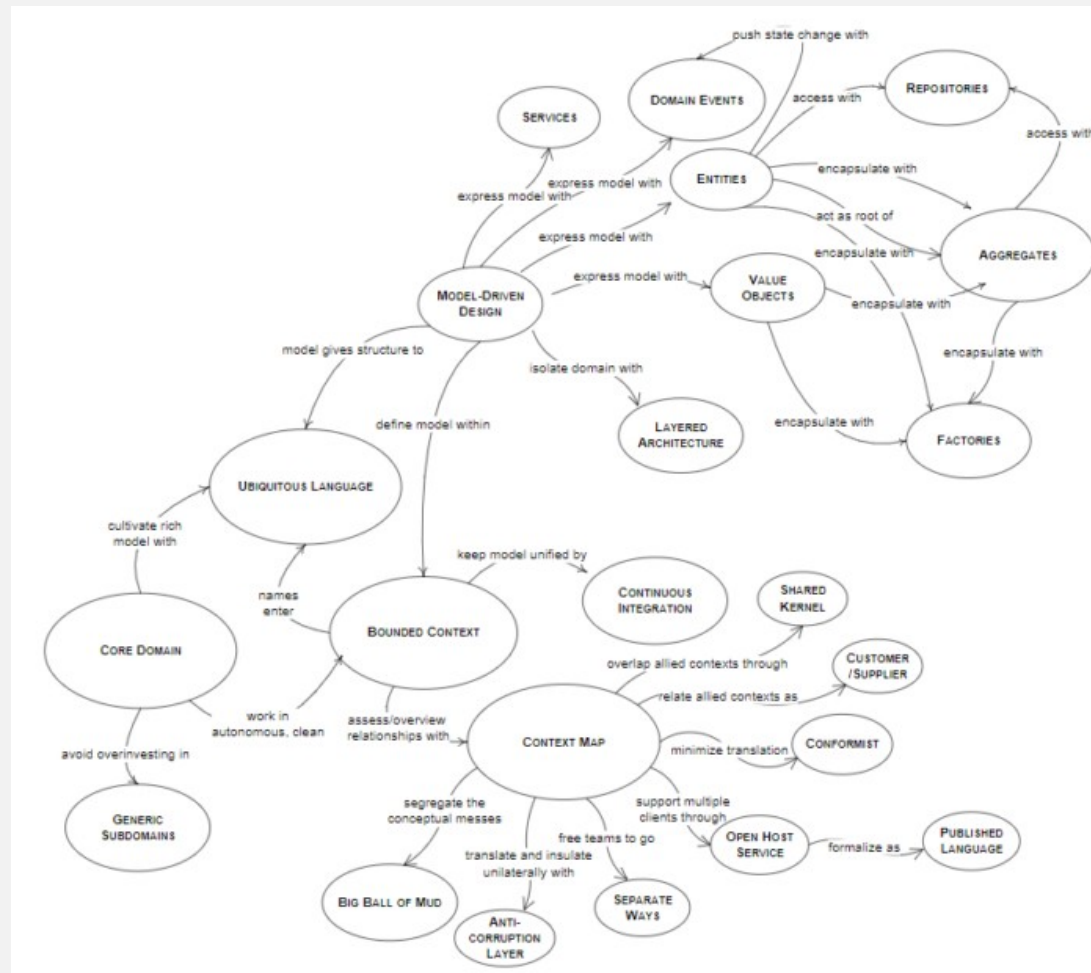 push state change with
DOMAIN EVENTS
REPOSITORIES
access with
SERVICES
access with
ENTITIES
encapsulate with
express model with
express model with
act as root of
express model with
encapsulate with
AGGREGATES
express model with
VALUE
OBJECTS
encapsulate with
MODEL-DRIVEN
DESIGN
model gives structure to
isolate domain with
encapsulate with
define model within
LAYERED
ARCHITECTURE
encapsulate with
FACTORIES
UBIQUITOUS LANGUAGE
cultivate rich
model with
keep model unified by
names
enter
CONTINUOUS
INTEGRATION
SHARED
KERNEL
BOUNDED CONTEXT
CORE DOMAIN
overlap allied contexts through
CUSTOMER
/SUPPLIER
relate allied contexts as
work in
autonomous, clean
assess/overview
relationships with
CONTEXT MAP
minimize translation
CONFORMIST
avoid overinvesting in
GENERIC
SUBDOMAINS
segregate the
conceptual messes
support multiple
clients through
free teams to go
OPEN HOST
SERVICE
formalize as
PUBLISHED
LANGUAGE
translate and insulate
unilaterally with
BIG BALL OF MUD
SEPARATE
WAYS
ANTI-
CORRUPTION
LAYER